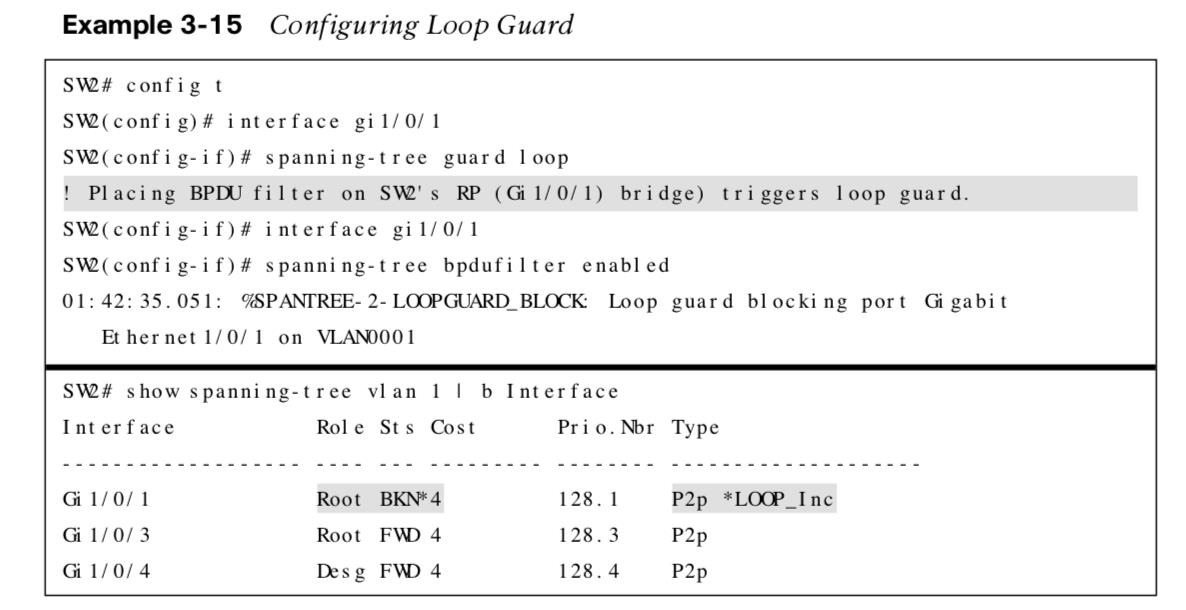 Example 3-15 Configuring Loop Guard
SW2# config t
SW2(config)# interface gi1/0/1
SW2(config-if)# spanning-tree guard loop
! Placing BPDU filter on SW2's RP (Gi1/0/1) bridge) triggers loop guard.
SW2(config-if)# interface gi1/0/1
SW2(config-if)# spanning-tree bpdufilter enabled
01:42:35.051: %SPANTREE-2-LOOPGUARD_BLOCK: Loop guard blocking port Gigabit
Ethernet1/0/1 on VLAN0001
SW2# show spanning-tree vlan 1 | b Interface
Interface Role Sts Cost Prio.Nbr Type
------------------- ---- --- --------- -------- --------------------
Gi1/0/1 Root BKN*4 128.1 P2p *LOOP_Inc
Gi1/0/3 Root FWD 4 128.3 P2p
Gi1/0/4 Desg FWD 4 128.4 P2p